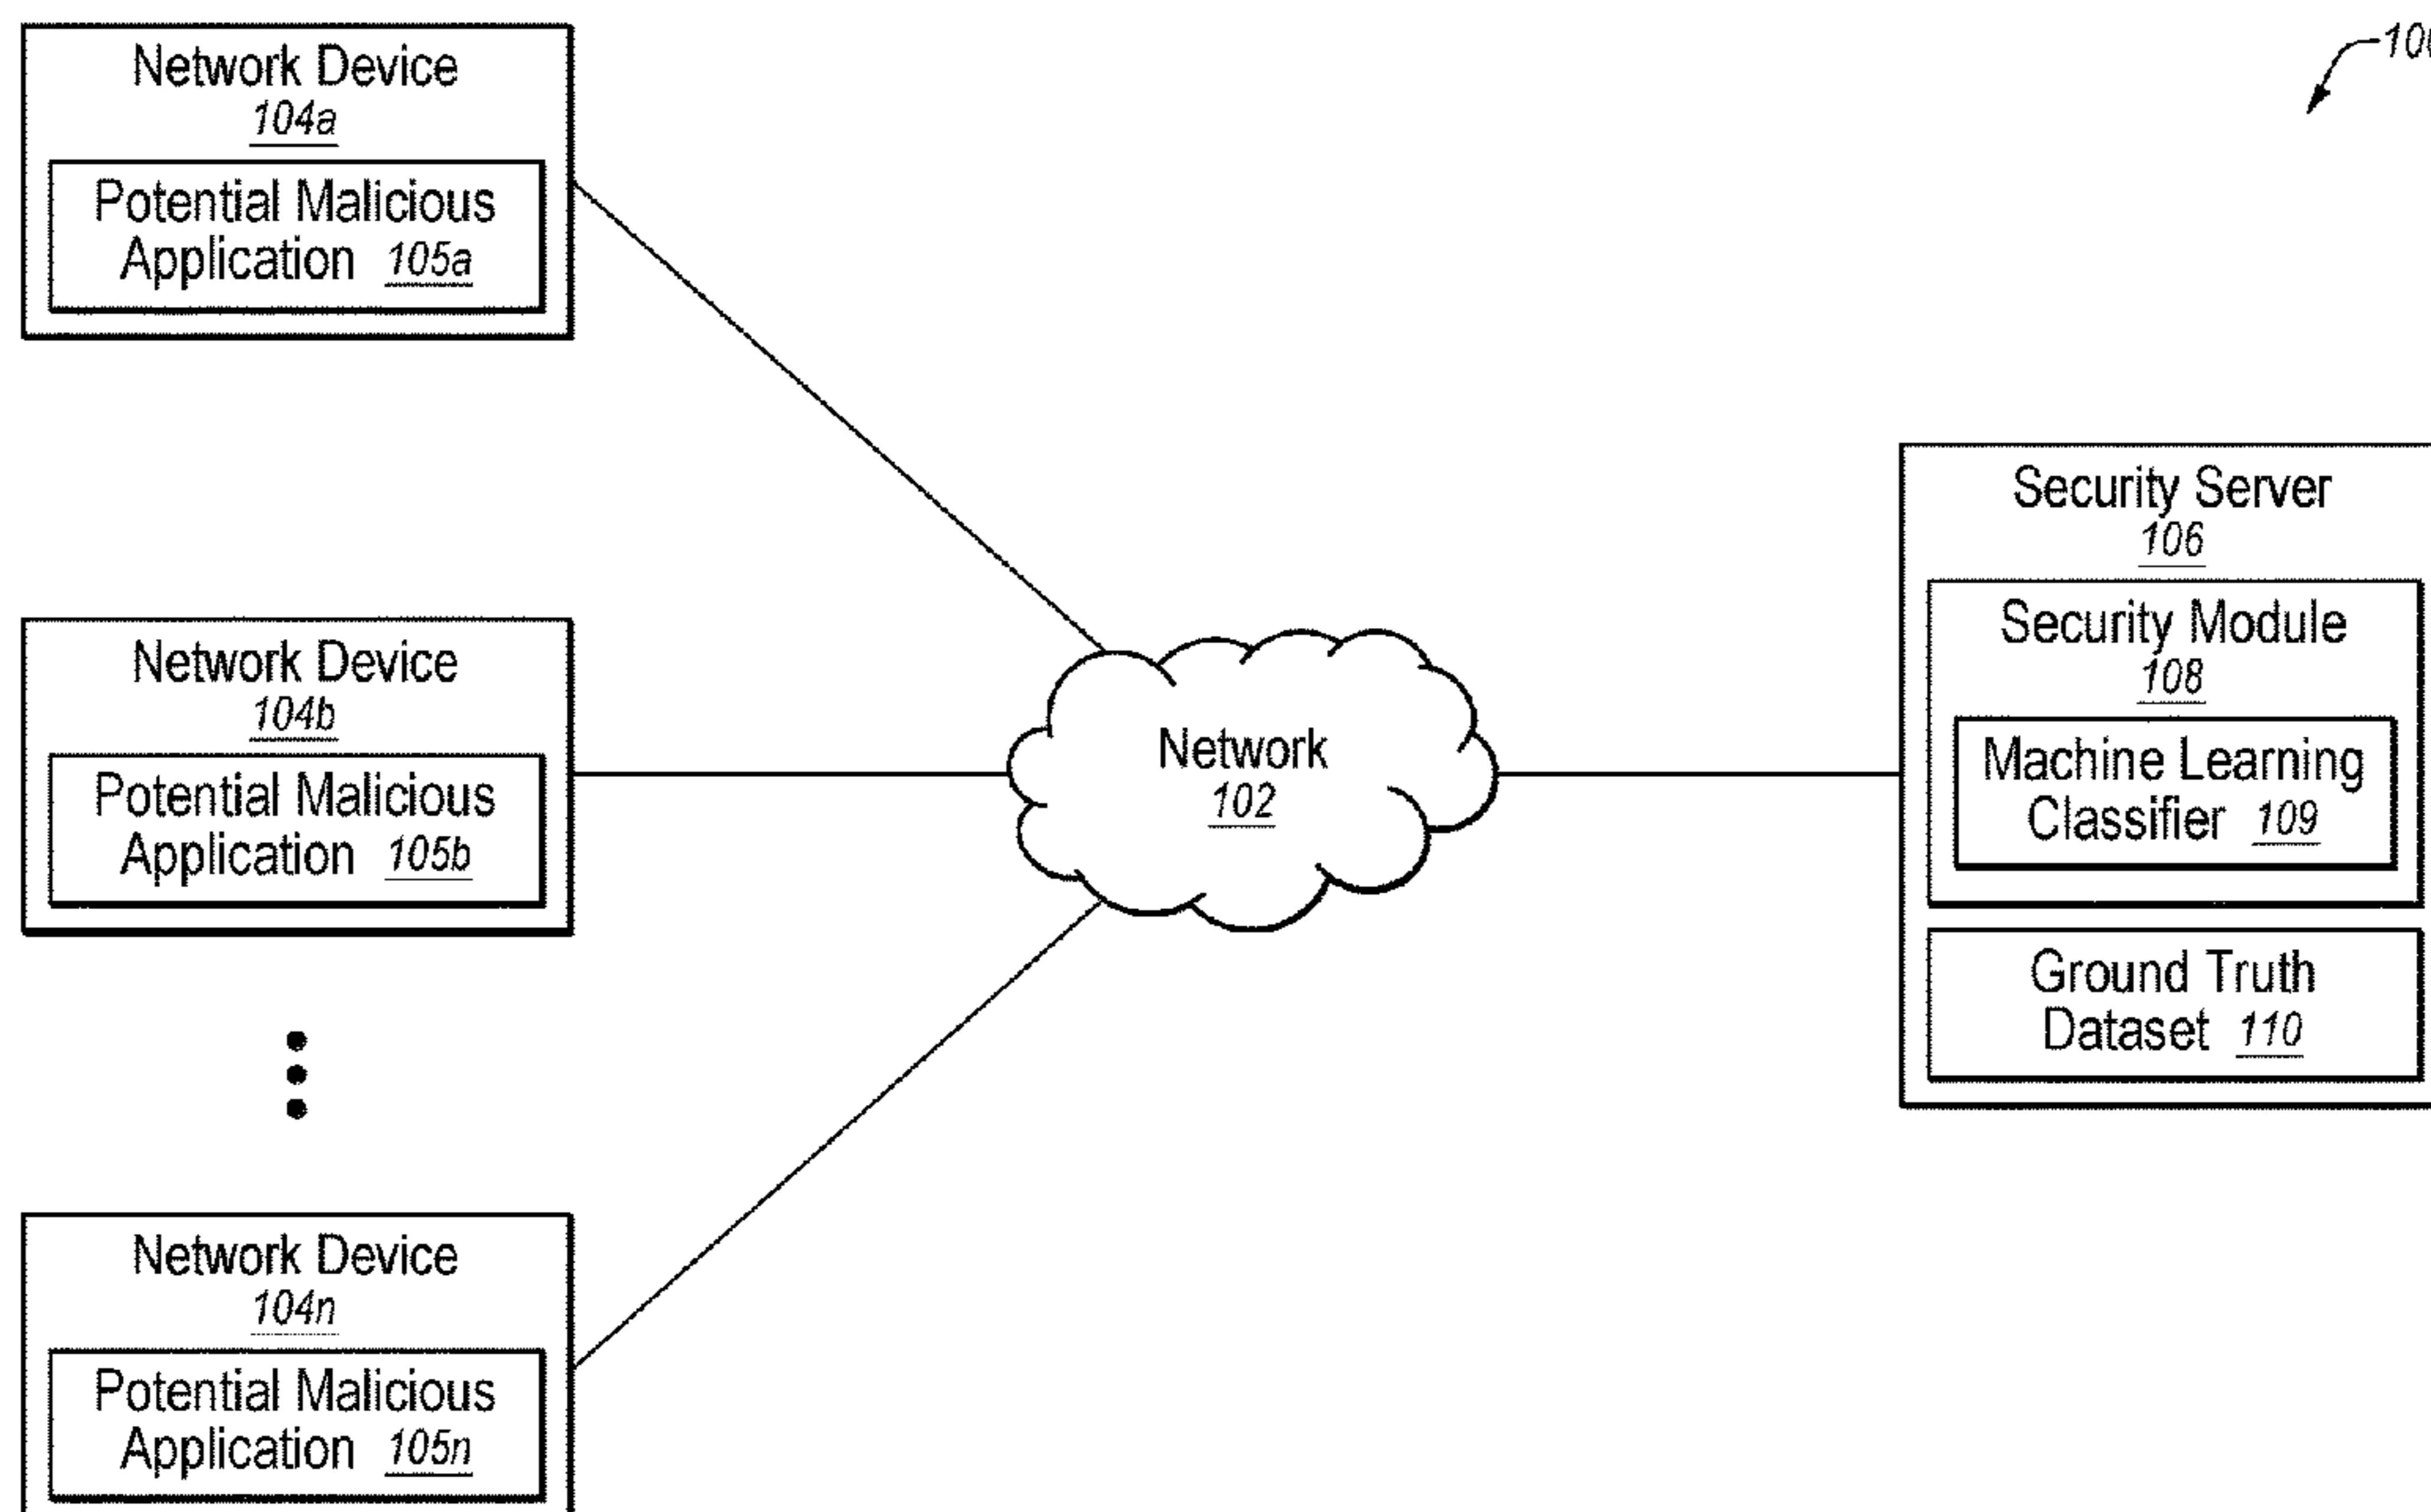 Network Device
104a
Potential Malicious
Application 105a
Network Device
104b
Potential Malicious
Application 105b
Network Device
104n
Potential Malicious
Application 105n
Network
102
Security Server
106
Security Module
108
Machine Learning
Classifier 109
Ground Truth
Dataset 110